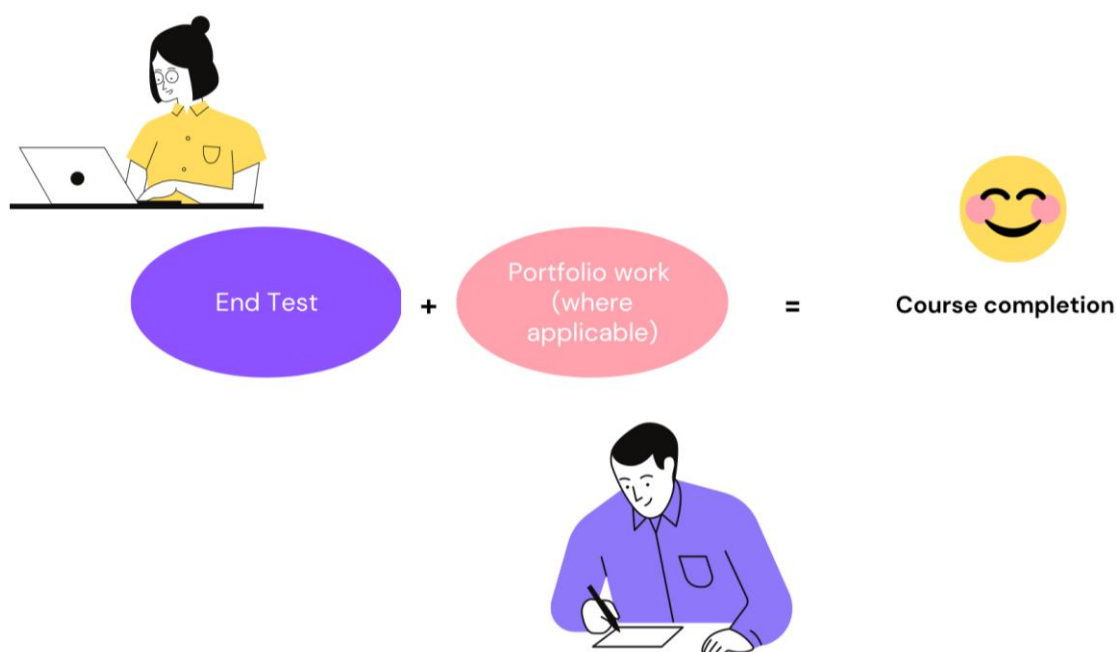 End Test
+
Portfolio work
(where
applicable)
=
Course completion